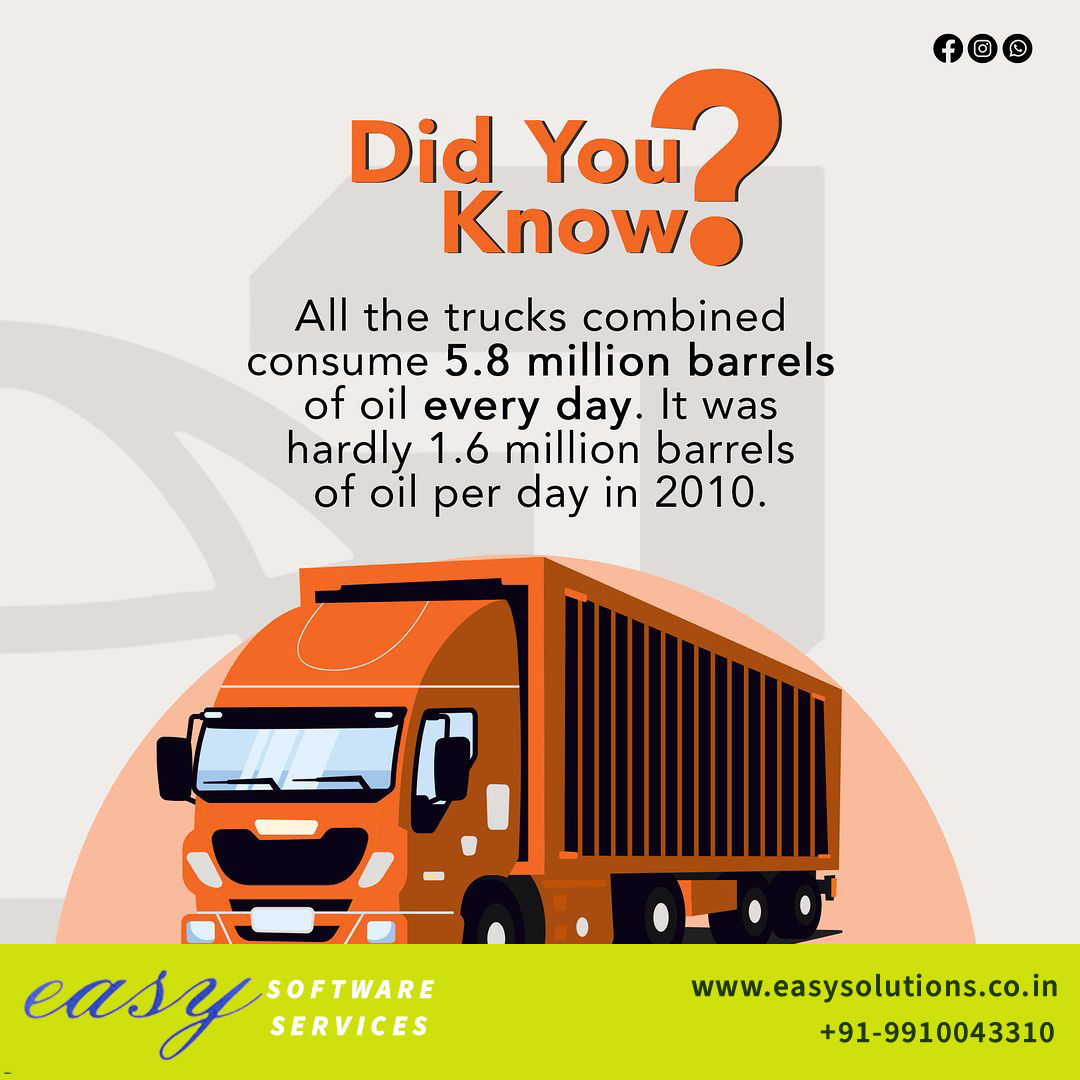 Did You
Know?
All the trucks combined
consume 5.8 million barrels
of oil every day. It was
hardly 1.6 million barrels
of oil per day in 2010.
easy SOFTWARE
SERVICES
www.easysolutions.co.in
+91-9910043310